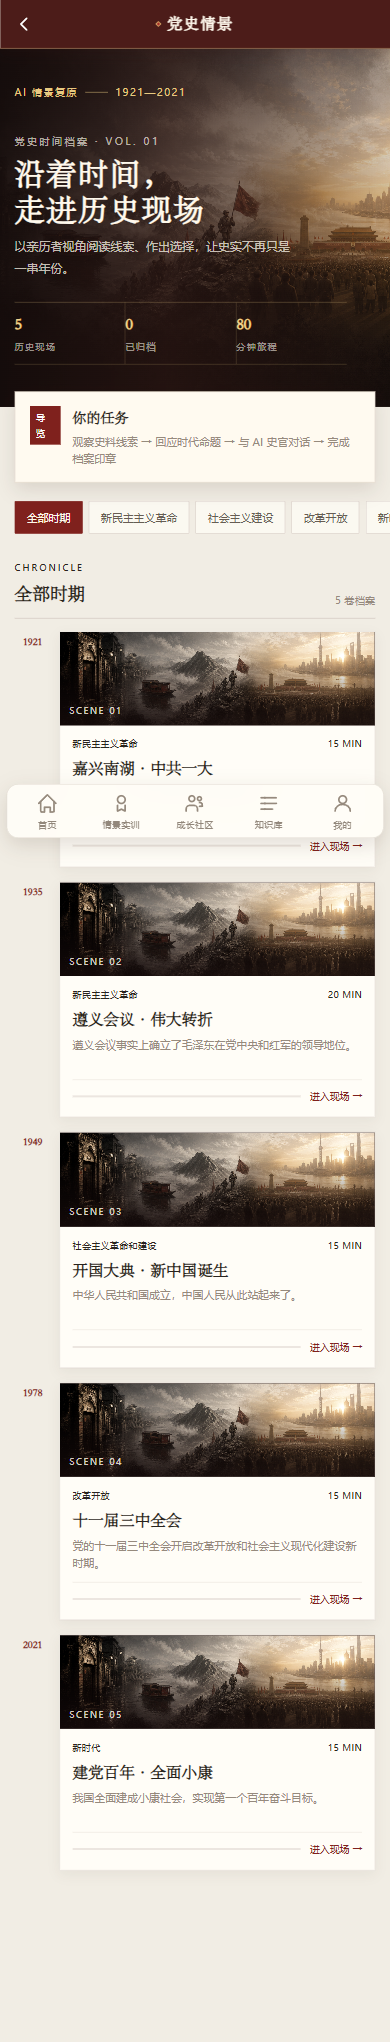 党史情景
AI 情景复原 —— 1921—2021
党史时间档案 · VOL. 01
沿着时间，
走进历史现场
以亲历者视角阅读线索、作出选择，让史实不再只是
一串年份。
5
历史现场
0
已归档
80
分钟旅程
导
览
你的任务
观察史料线索 → 回应时代命题 → 与 AI 史官对话 → 完成
档案印章
全部时期
新民主主义革命
社会主义建设
改革开放
新
CHRONICLE
全部时期
5 卷档案
1921
SCENE 01
新民主主义革命
15 MIN
嘉兴南湖 · 中共一大
首页
情景实训
成长社区
知识库
我的
进入现场 →
1935
SCENE 02
新民主主义革命
20 MIN
遵义会议 · 伟大转折
遵义会议事实上确立了毛泽东在党中央和红军的领导地位。
进入现场 →
1949
SCENE 03
社会主义革命和建设
15 MIN
开国大典 · 新中国诞生
中华人民共和国成立，中国人民从此站起来了。
进入现场 →
1978
SCENE 04
改革开放
15 MIN
十一届三中全会
党的十一届三中全会开启改革开放和社会主义现代化建设新
时期。
进入现场 →
2021
SCENE 05
新时代
15 MIN
建党百年 · 全面小康
我国全面建成小康社会，实现第一个百年奋斗目标。
进入现场 →